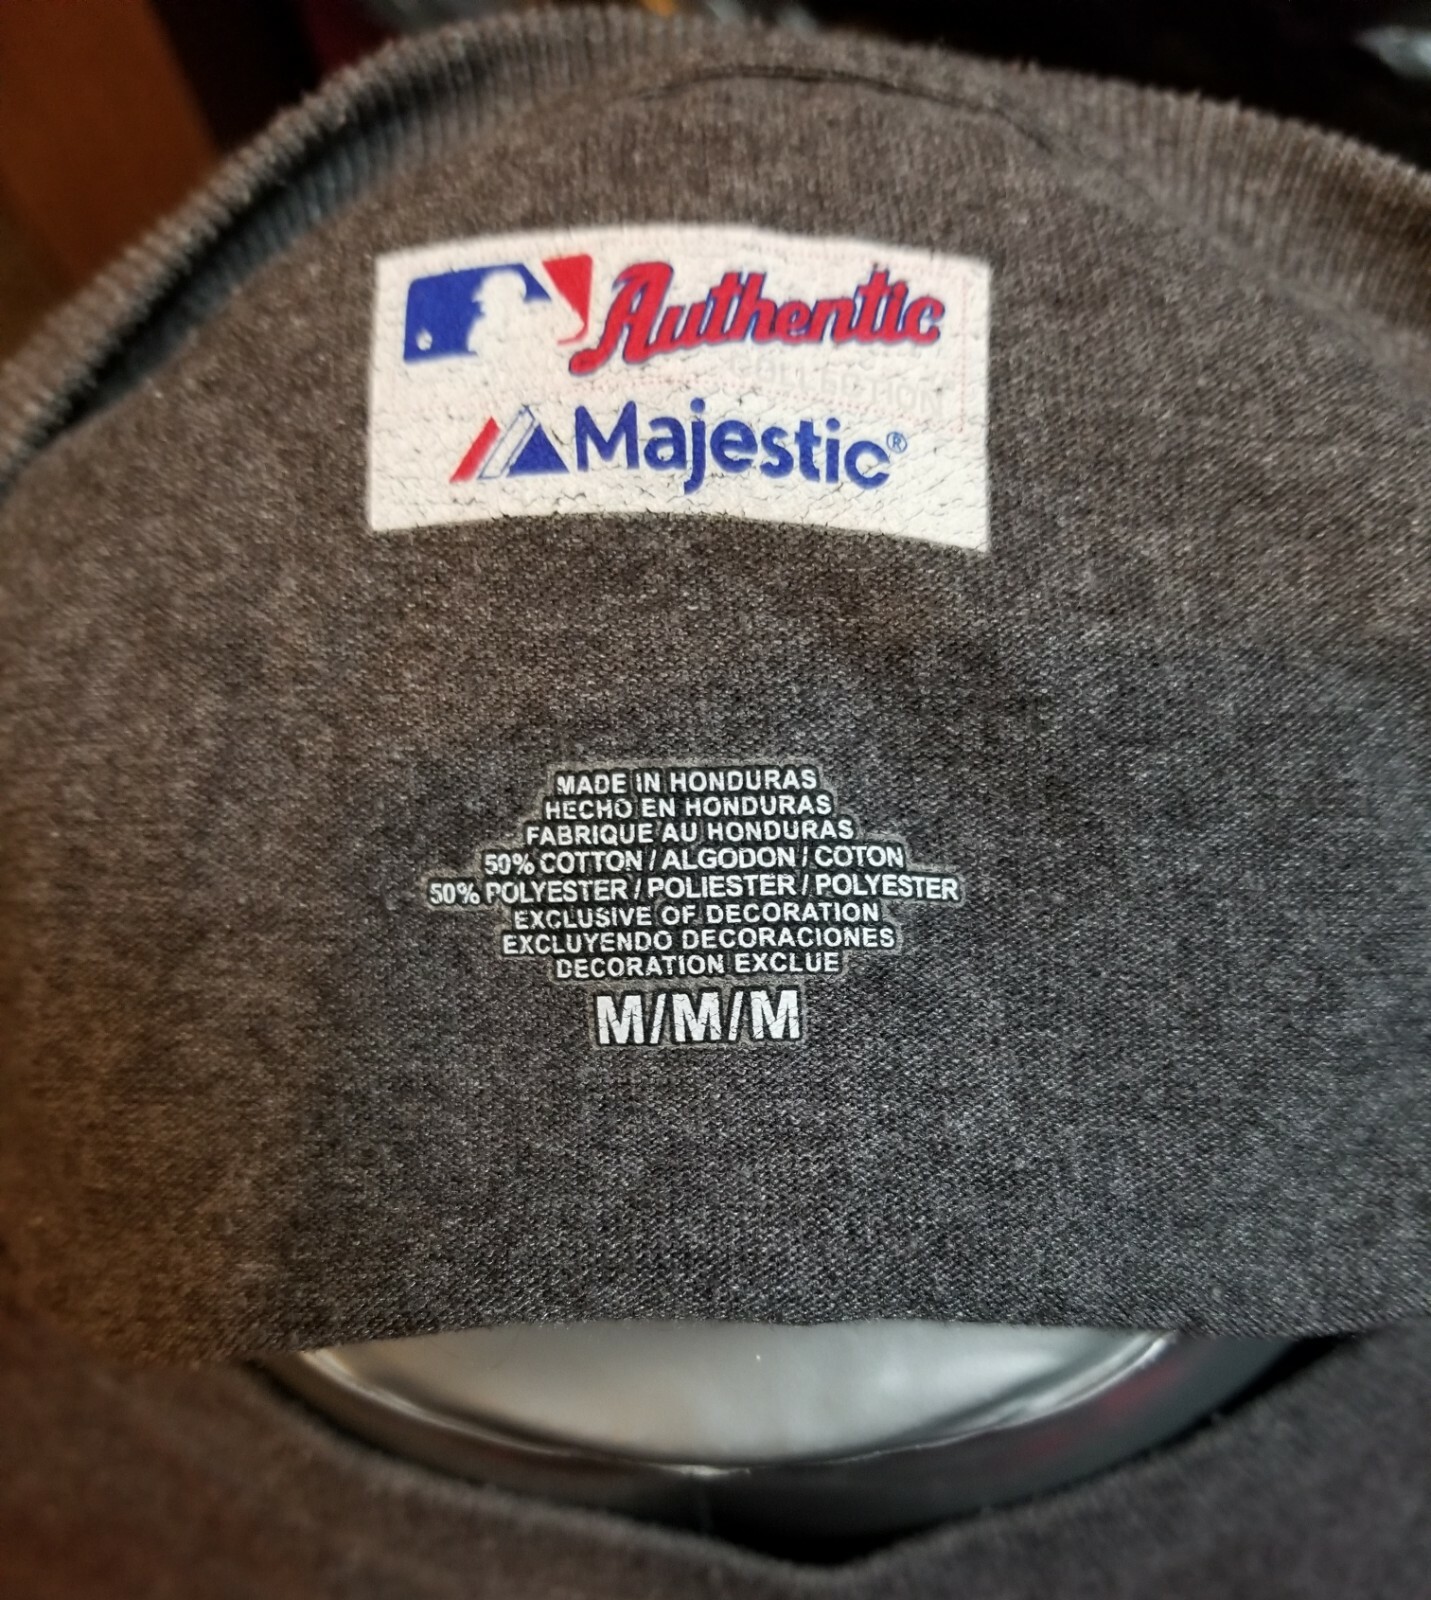 Authentic
COLLECTION
Majestic®
MADE IN HONDURAS
HECHO EN HONDURAS
FABRIQUE AU HONDURAS
50% COTTON / ALGODON / COTON
50% POLYESTER / POLIESTER / POLYESTER
EXCLUSIVE OF DECORATION
EXCLUYENDO DECORACIONES
DECORATION EXCLUE
M/M/M